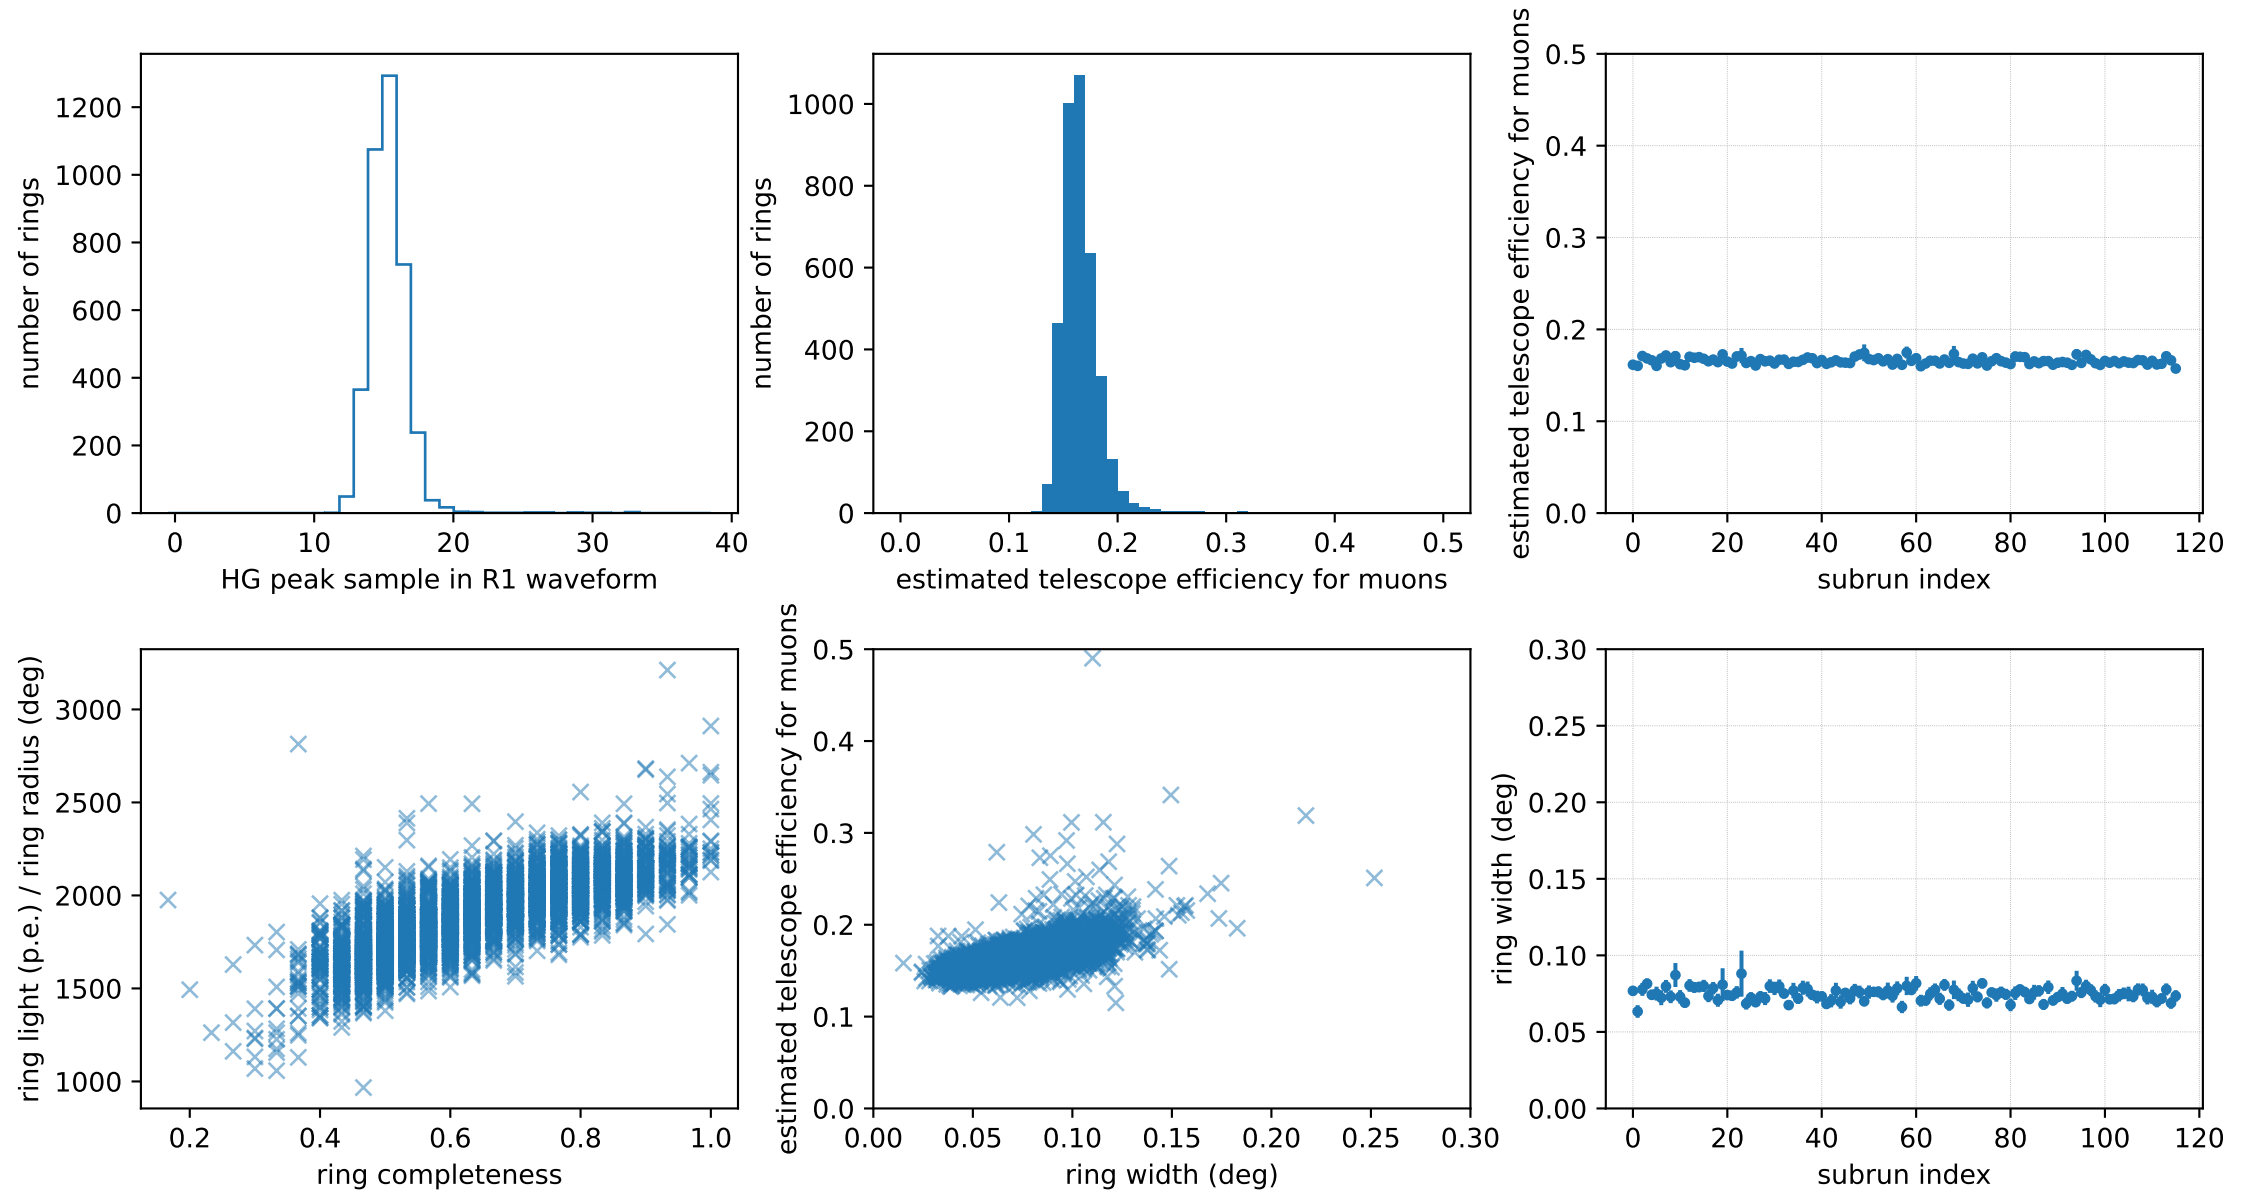 number of rings
1200
1000
800
600
400
200
0
0 10 20 30 40
HG peak sample in R1 waveform
number of rings
1000
800
600
400
200
0
0.0 0.1 0.2 0.3 0.4 0.5
estimated telescope efficiency for muons
estimated telescope efficiency for muons
0.5
0.4
0.3
0.2
0.1
0.0
0 20 40 60 80 100 120
subrun index
ring light (p.e.) / ring radius (deg)
3000
2500
2000
1500
1000
0.2 0.4 0.6 0.8 1.0
ring completeness
estimated telescope efficiency for muons
0.5
0.4
0.3
0.2
0.1
0.0
0.00 0.05 0.10 0.15 0.20 0.25 0.30
ring width (deg)
ring width (deg)
0.30
0.25
0.20
0.15
0.10
0.05
0.00
0 20 40 60 80 100 120
subrun index